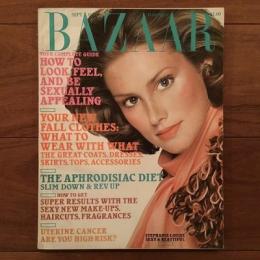 SEPT
BAZAAR
YOUR COMPLETE GUIDE
HOW TO
LOOK, FEEL,
AND BE
SEXUALLY
APPEALING
YOUR NEW
FALL CLOTHES:
WHAT TO
WEAR WITH WHAT
THE GREAT COATS, DRESSES,
SKIRTS, TOPS, ACCESSORIES
THE APHRODISIAC DIET
SLIM DOWN & REV UP
HOW TO GET
SUPER RESULTS WITH THE
SEXY NEW MAKE-UPS,
HAIRCUTS, FRAGRANCES
UTERINE CANCER
ARE YOU HIGH RISK?
SEXY & BEAUTIFUL